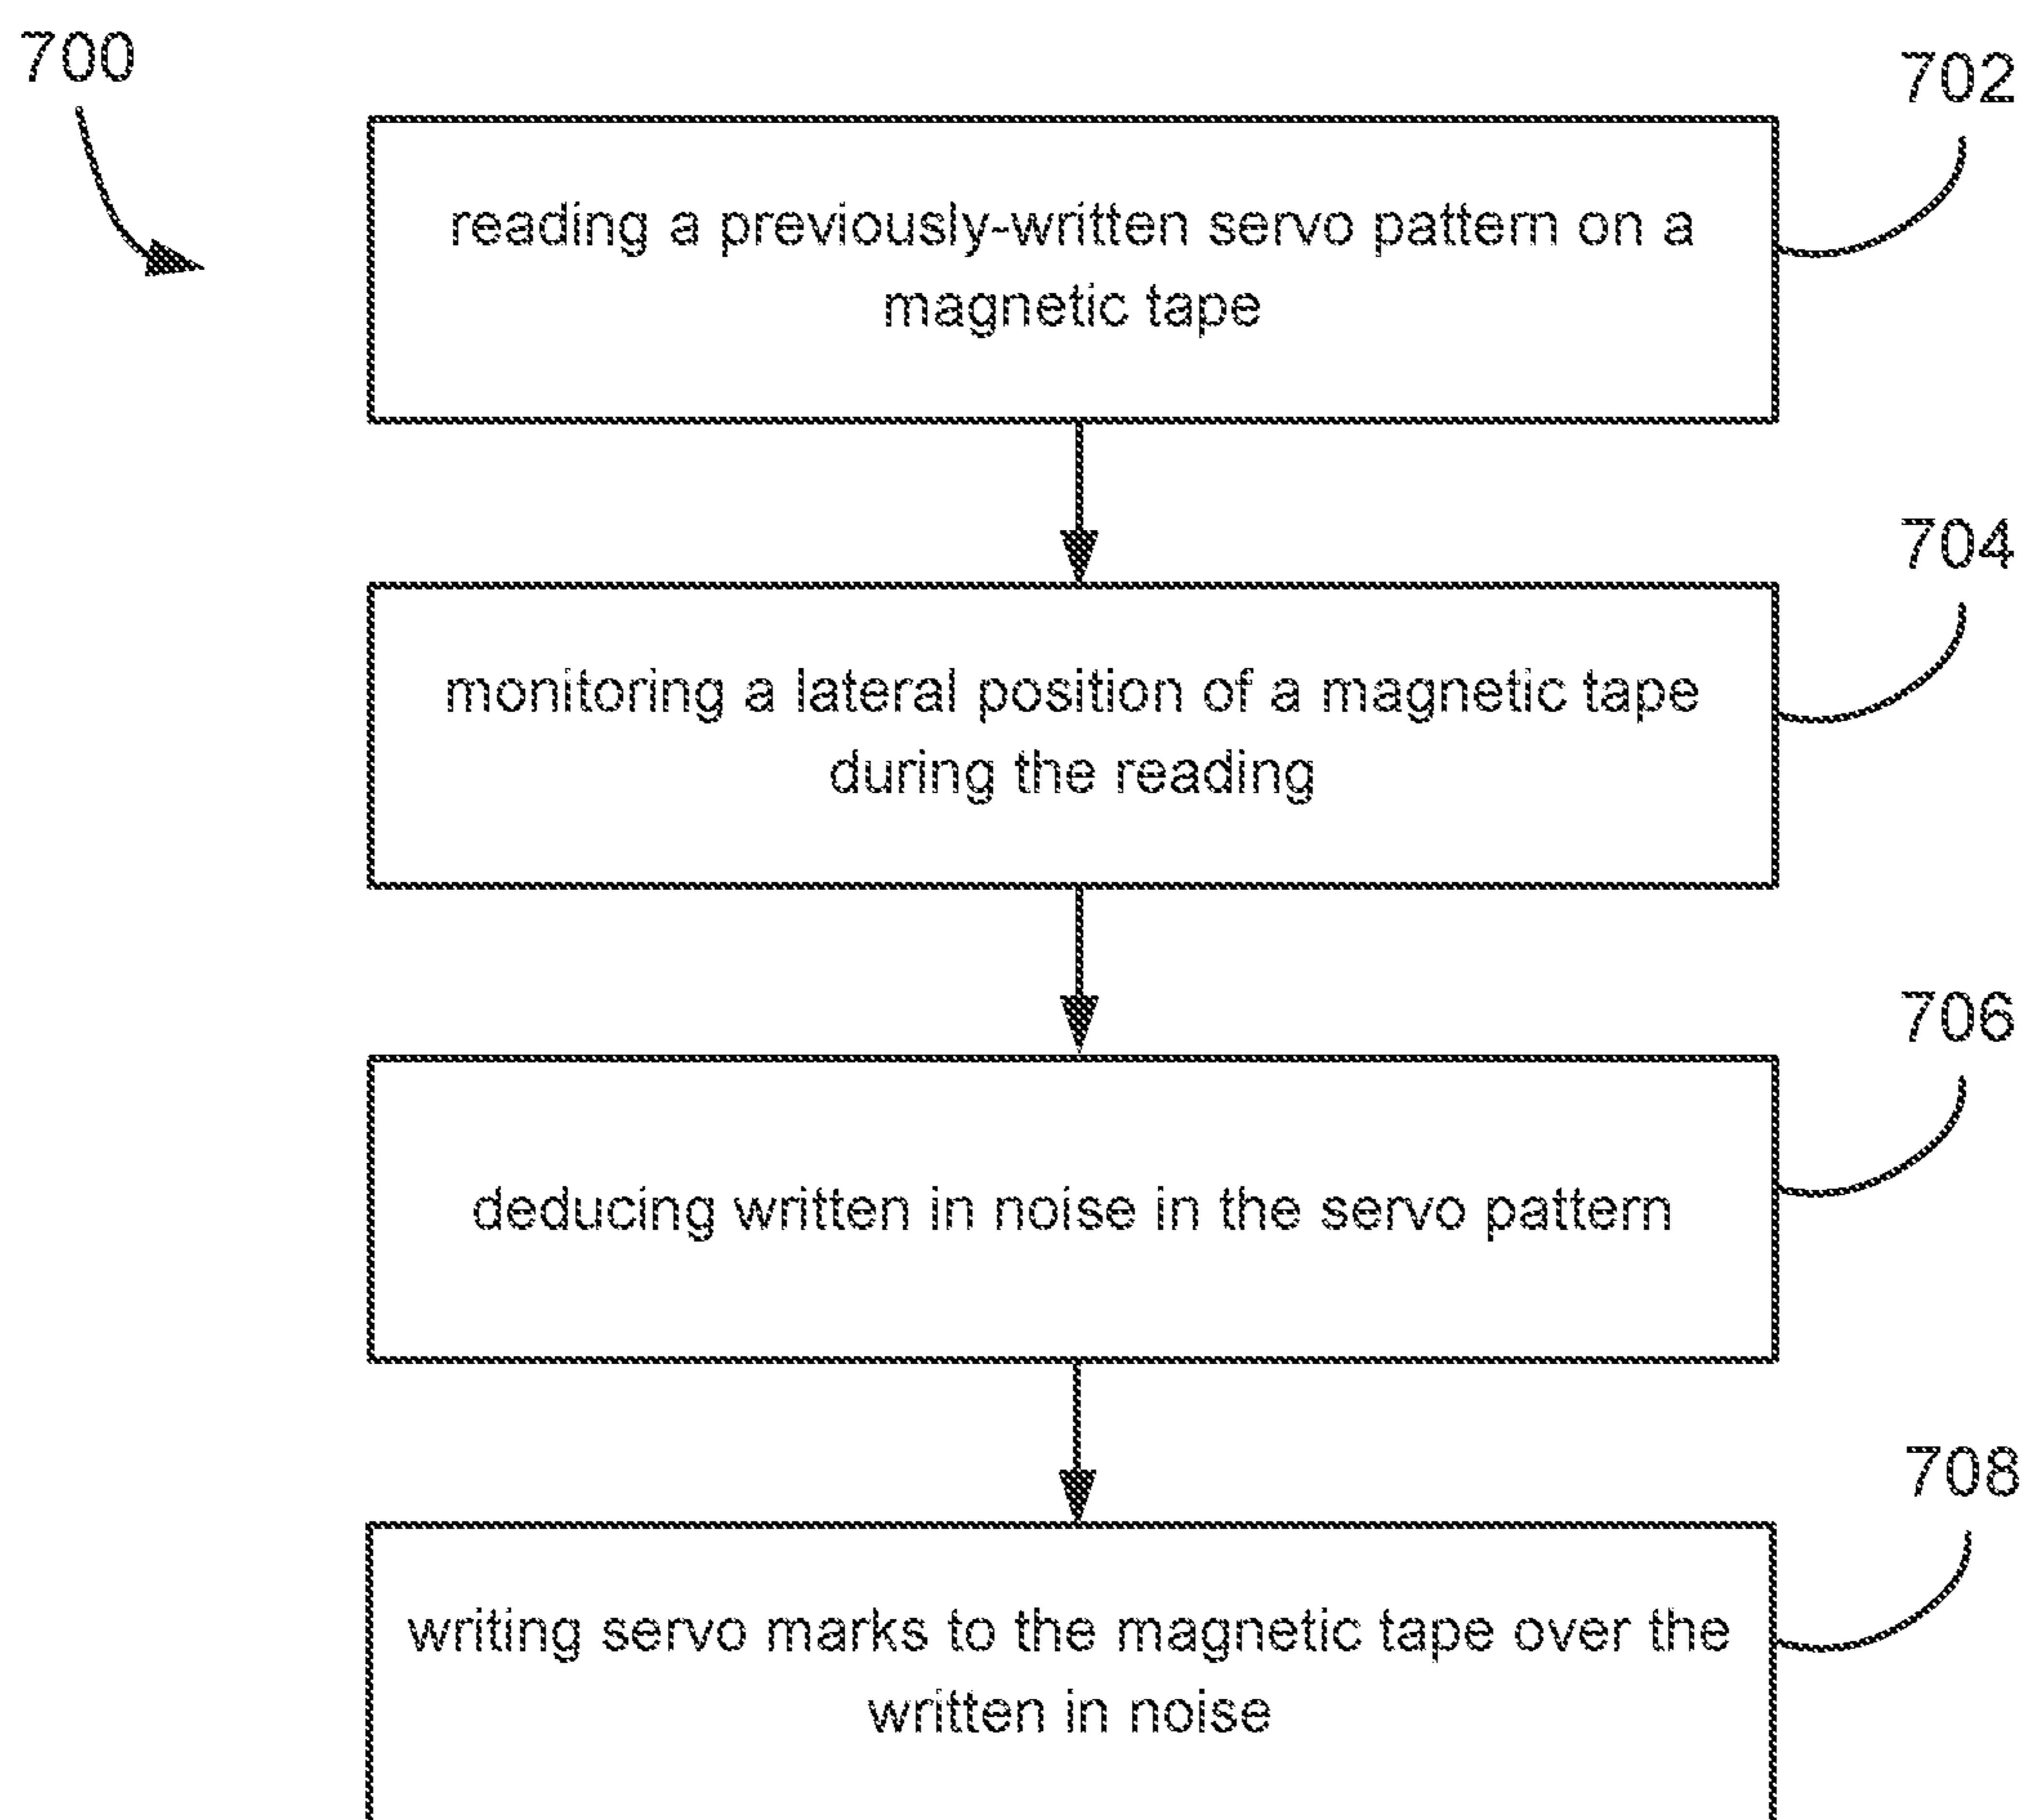 700
702
reading a previously-written servo pattern on a
magnetic tape
704
monitoring a lateral position of a magnetic tape
during the reading
706
deducing written in noise in the servo pattern
708
writing servo marks to the magnetic tape over the
written in noise